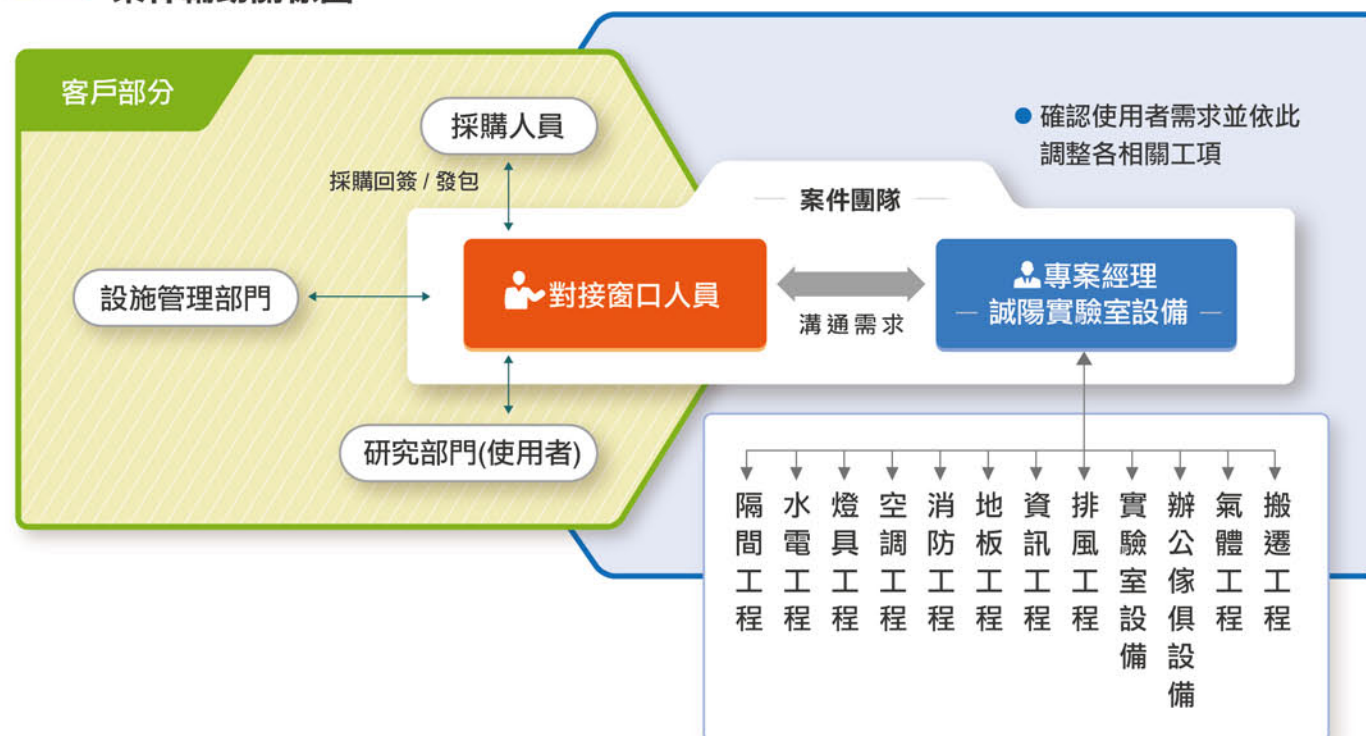 客戶部分
採購人員
採購回簽 / 發包
設施管理部門
研究部門(使用者)
案件團隊
對接窗口人員
溝通需求
專案經理
誠陽實驗室設備
確認使用者需求並依此
調整各相關工項
隔間工程
水電工程
燈具工程
空調工程
消防工程
地板工程
資訊工程
排風工程
實驗室設備
辦公傢俱設備
氣體工程
搬遷工程